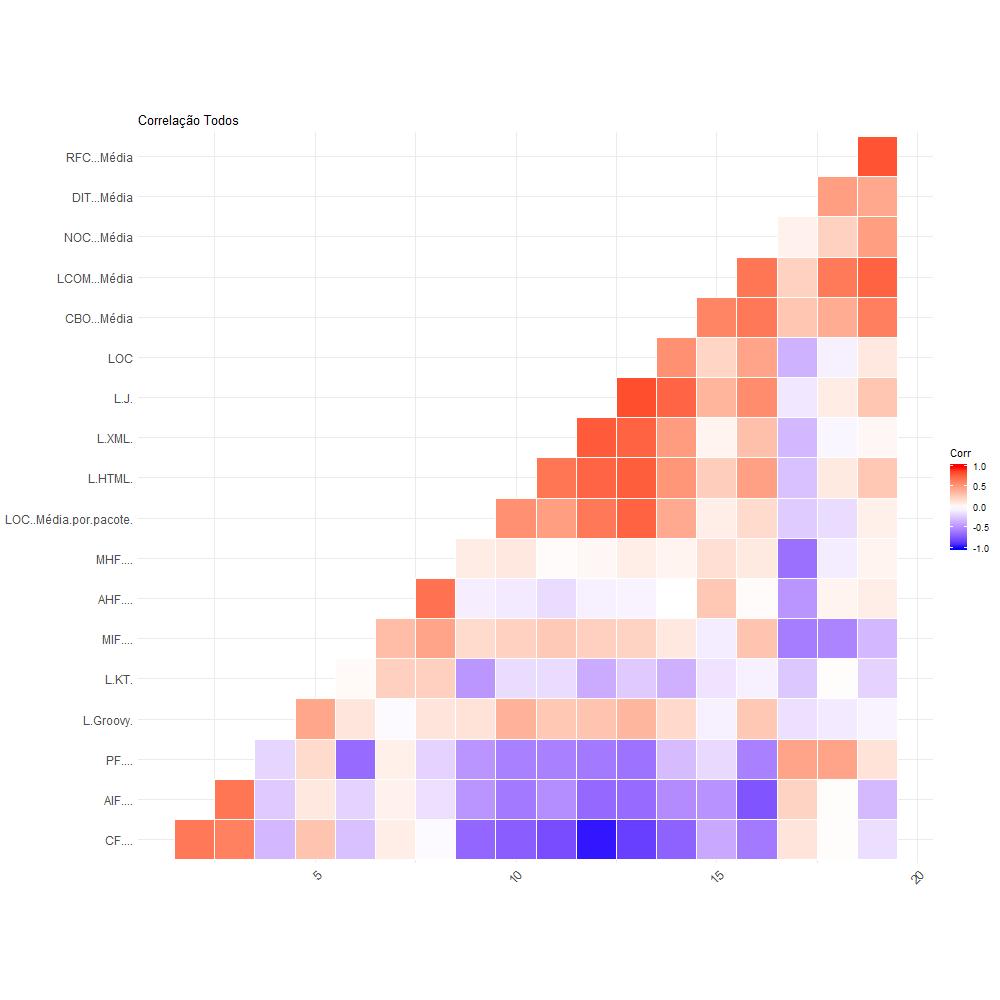 Correlação Todos
RFC...Média
DIT...Média
NOC...Média
LCOM...Média
CBO...Média
LOC
L.J.
L.XML.
L.HTML.
LOC..Média.por.pacote.
MHF....
AHF....
MIF....
L.KT.
L.Groovy.
PF....
AIF....
CF....
5
10
15
20
Corr
1.0
0.5
0.0
-0.5
-1.0